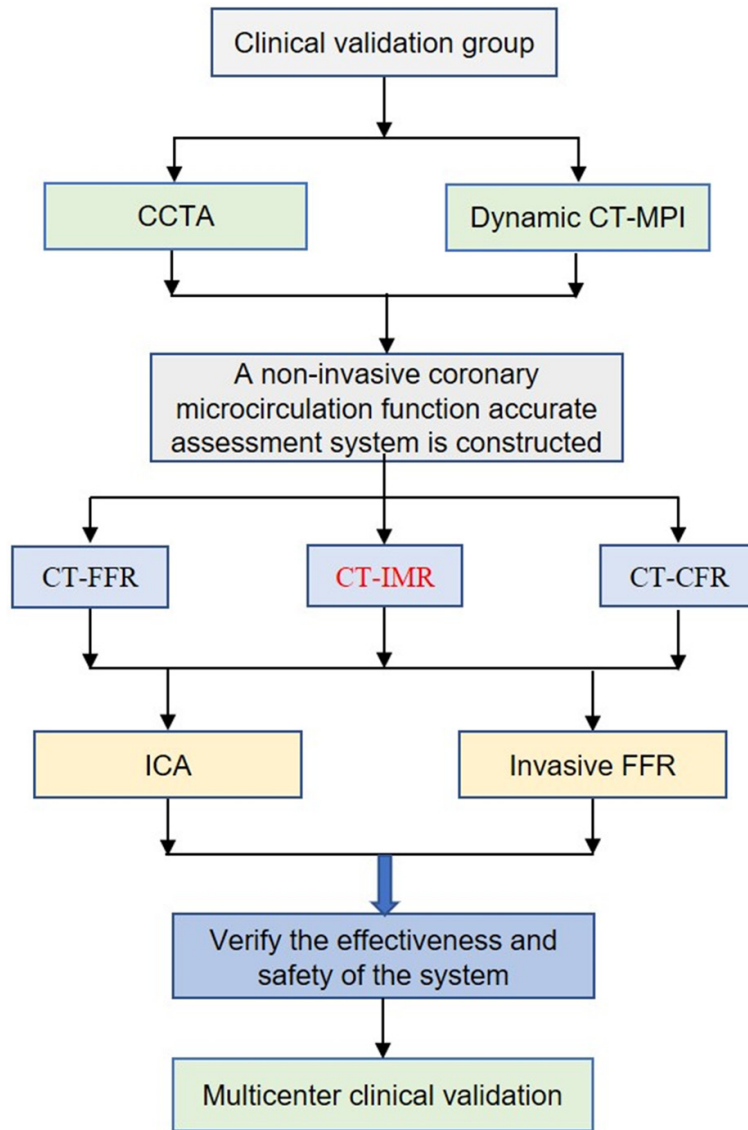 Clinical validation group
CCTA
Dynamic CT-MPI
A non-invasive coronary
microcirculation function accurate
assessment system is constructed
CT-FFR
CT-IMR
CT-CFR
ICA
Invasive FFR
Verify the effectiveness and
safety of the system
Multicenter clinical validation